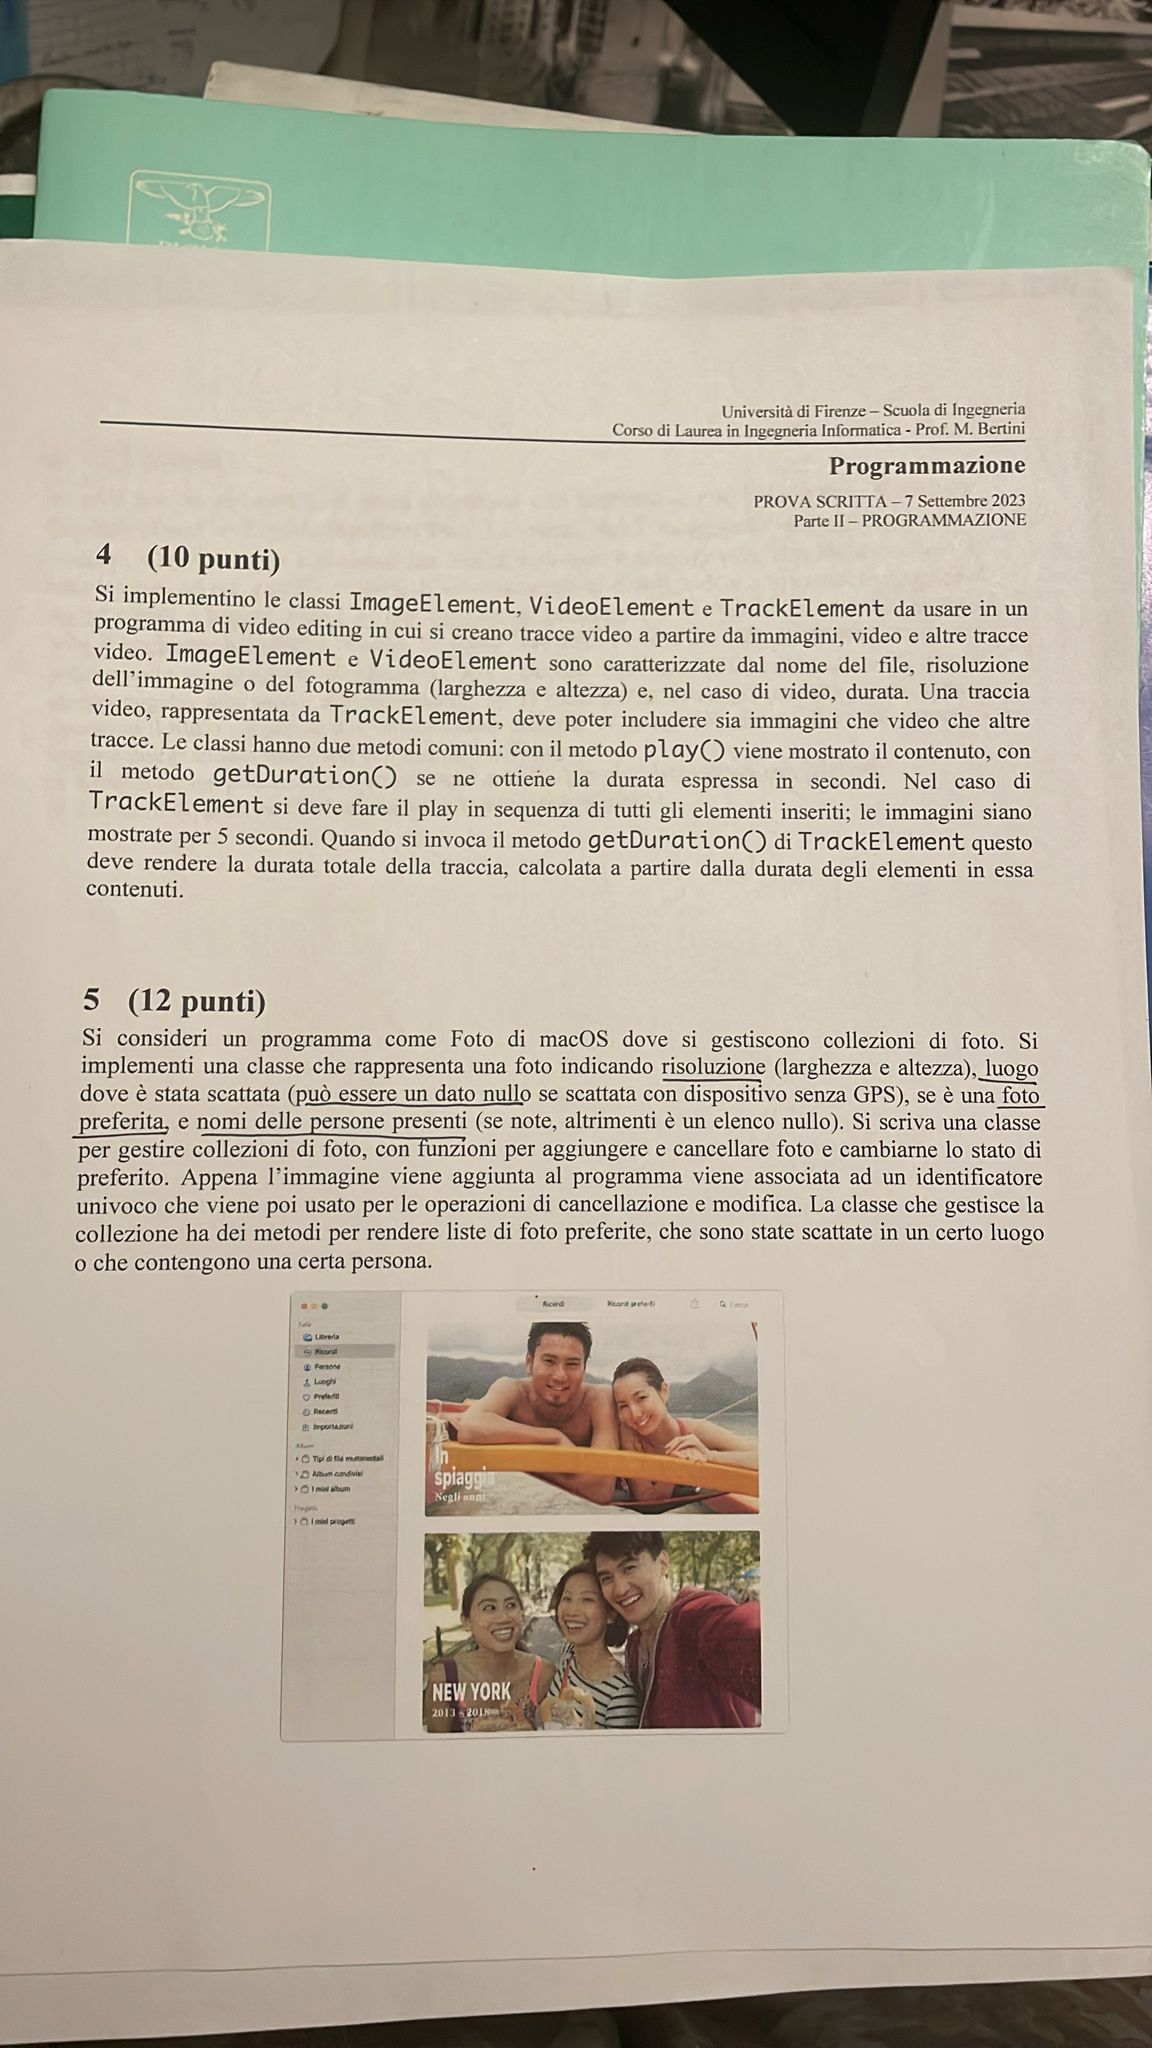 Università di Firenze – Scuola di Ingegneria
Corso di Laurea in Ingegneria Informatica - Prof. M. Bertini
Programmazione
PROVA SCRITTA – 7 Settembre 2023
Parte II – PROGRAMMAZIONE
4 (10 punti)
Si implementino le classi ImageElement, VideoElement e TrackElement da usare in un
programma di video editing in cui si creano tracce video a partire da immagini, video e altre tracce
video. ImageElement e VideoElement sono caratterizzate dal nome del file, risoluzione
dell'immagine o del fotogramma (larghezza e altezza) e, nel caso di video, durata. Una traccia
video, rappresentata da TrackElement, deve poter includere sia immagini che video che altre
tracce. Le classi hanno due metodi comuni: con il metodo play() viene mostrato il contenuto, con
il metodo getDuration() se ne ottiene la durata espressa in secondi. Nel caso di
TrackElement si deve fare il play in sequenza di tutti gli elementi inseriti; le immagini siano
mostrate per 5 secondi. Quando si invoca il metodo getDuration() di TrackElement questo
deve rendere la durata totale della traccia, calcolata a partire dalla durata degli elementi in essa
contenuti.
5 (12 punti)
Si consideri un programma come Foto di macOS dove si gestiscono collezioni di foto. Si
implementi una classe che rappresenta una foto indicando risoluzione (larghezza e altezza), luogo
dove è stata scattata (può essere un dato nullo se scattata con dispositivo senza GPS), se è una foto
preferita, e nomi delle persone presenti (se note, altrimenti è un elenco nullo). Si scriva una classe
per gestire collezioni di foto, con funzioni per aggiungere e cancellare foto e cambiarne lo stato di
preferito. Appena l'immagine viene aggiunta al programma viene associata ad un identificatore
univoco che viene poi usato per le operazioni di cancellazione e modifica. La classe che gestisce la
collezione ha dei metodi per rendere liste di foto preferite, che sono state scattate in un certo luogo
o che contengono una certa persona.
Ricordi Ricordi preferiti Cerca
Libreria
Ricordi
Persone
Luoghi
Preferiti
Recenti
Importazioni
Tipi di file multimediali
Album condivisi
I miei album
I miei progetti
In
spiaggia
Negli anni
NEW YORK
2013 - 2018